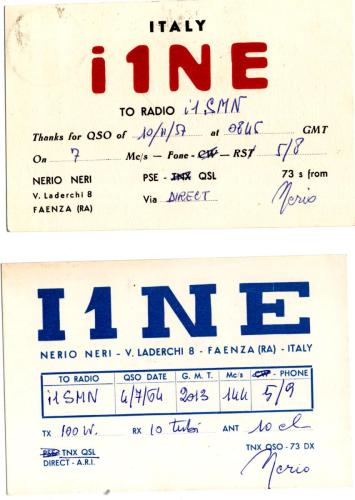 ITALY
i1NE
TO RADIO i1SMN
Thanks for QSO of 10/11/57 at 0845 GMT
On 7 Mc/s - Fone - CW - RST 5/8
NERIO NERI PSE - TNX QSL 73 s from
V. LADERCHI 8 Via DIRECT Nerio
FAENZA (RA)
I1NE
NERIO NERI - V. LADERCHI 8 - FAENZA (RA) - ITALY
TO RADIO QSO DATE G. M. T. Mc/s CW - PHONE
i1SMN 4/7/64 2013 144 5/9
TX 100W. RX 10 tubi ANT 10 el
PSE TNX QSL TNX QSO - 73 DX
DIRECT - A.R.I. Nerio